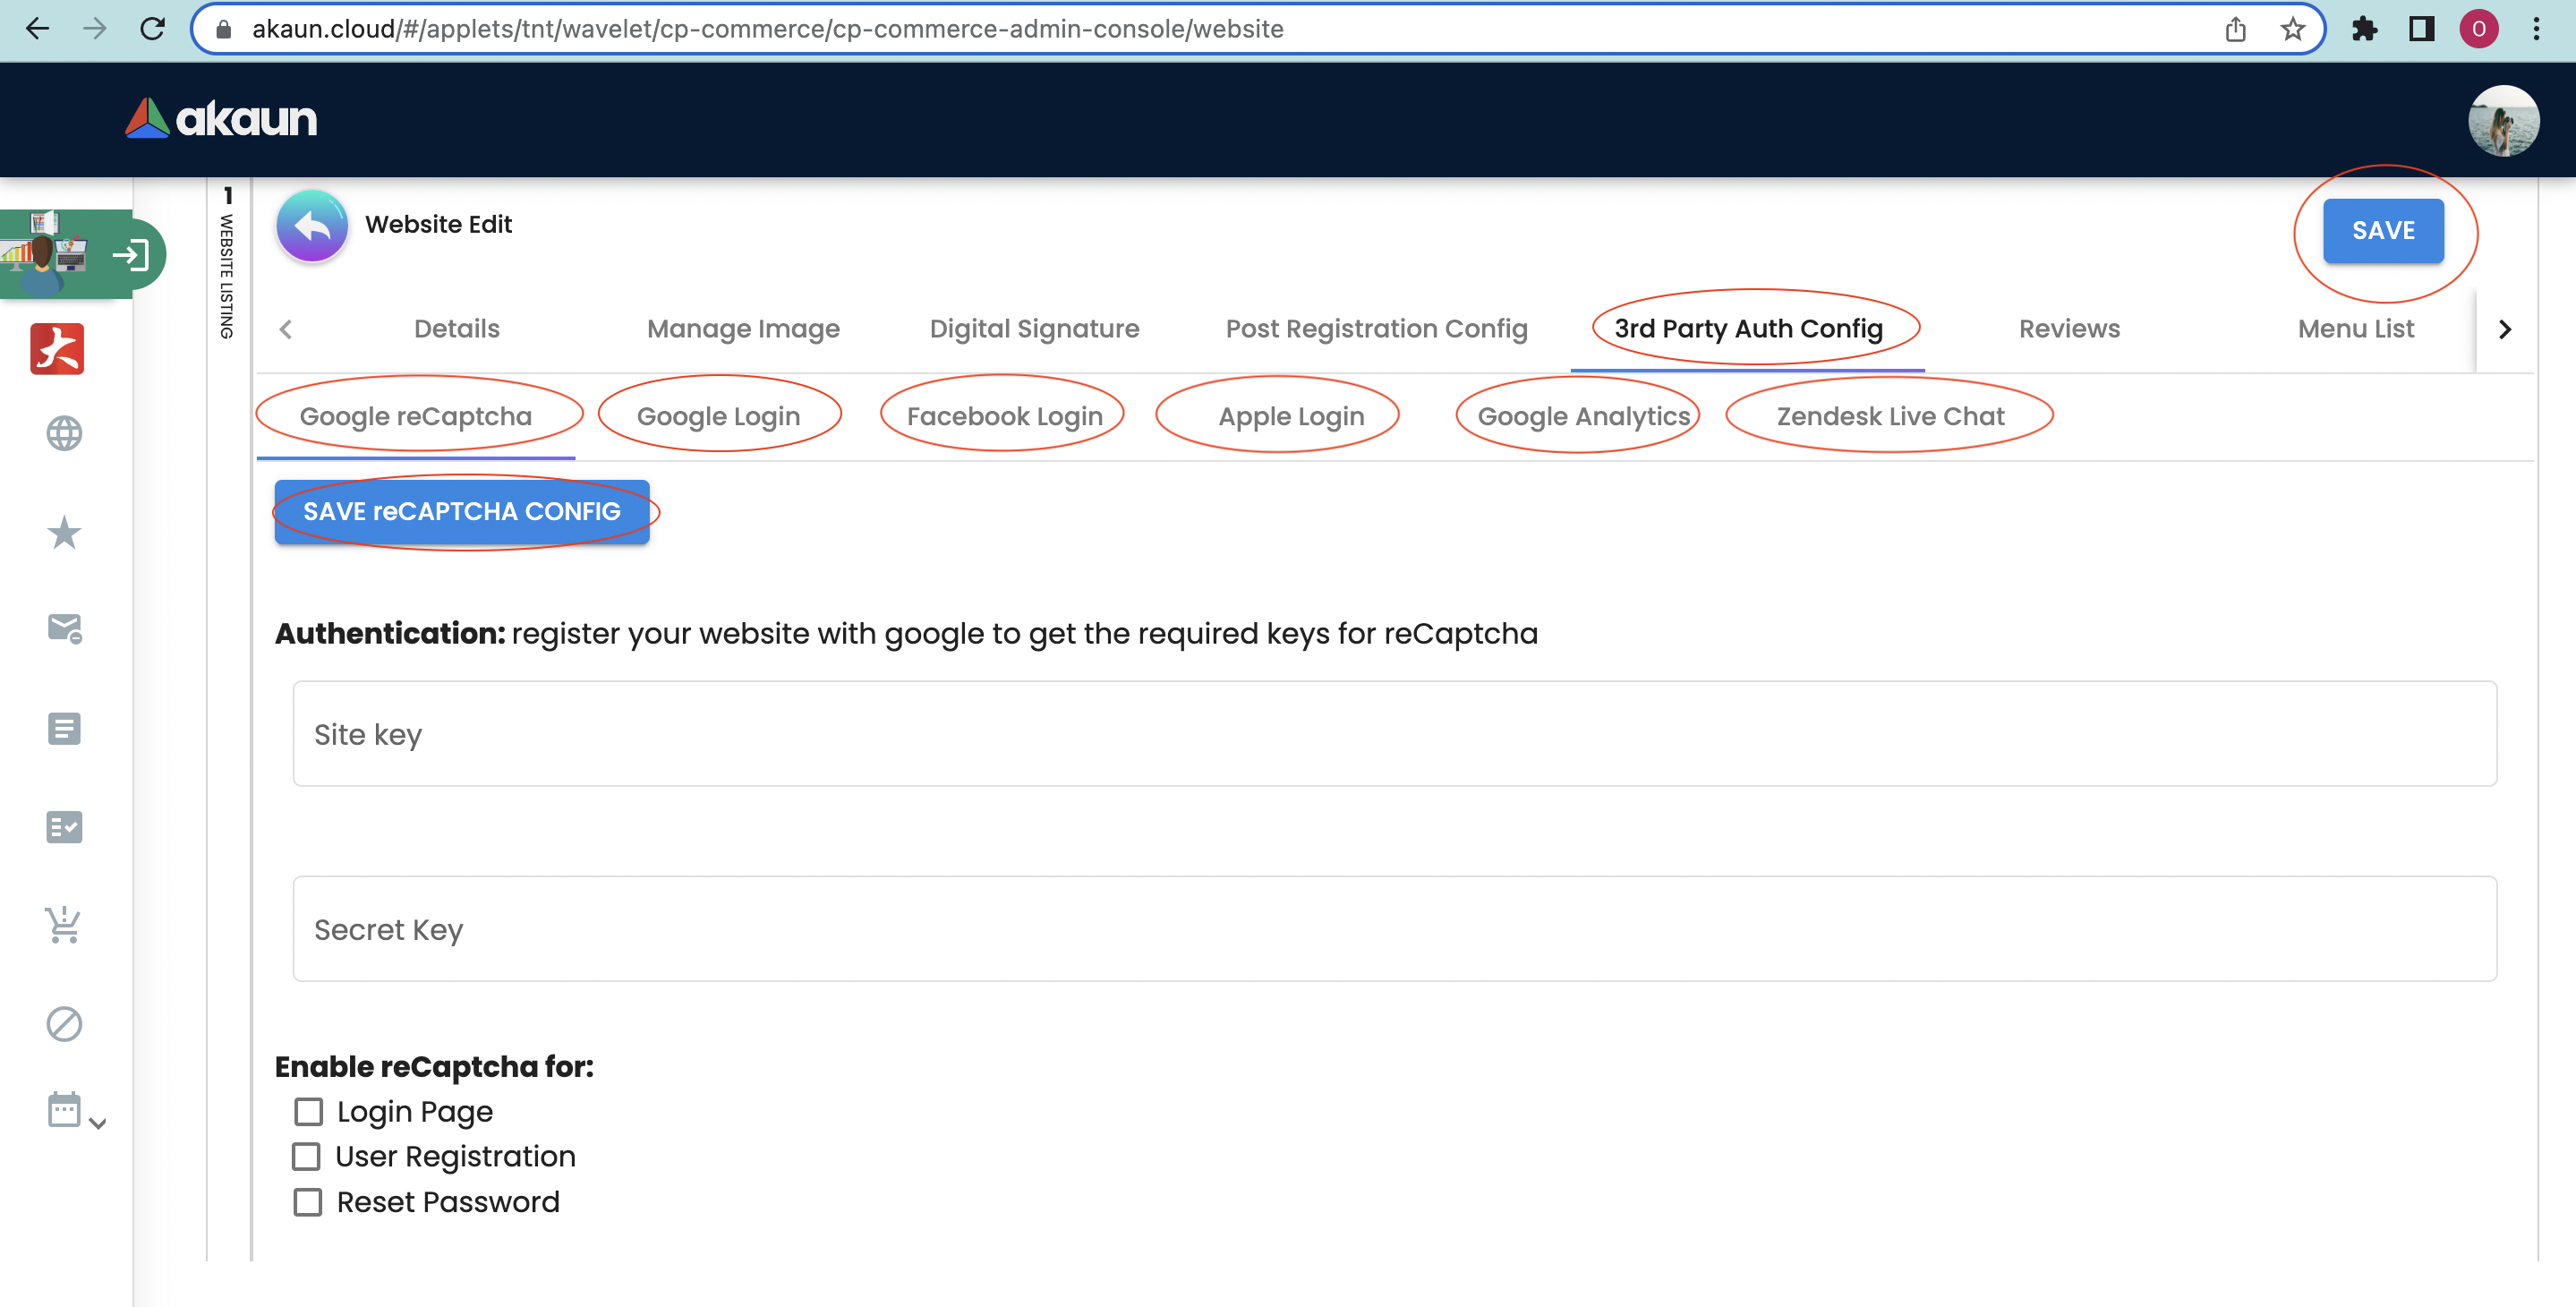 akaun.cloud/#/applets/tnt/wavelet/cp-commerce/cp-commerce-admin-console/website
O
akaun
1 WEBSITE LISTING
Website Edit
SAVE
Details Manage Image Digital Signature Post Registration Config 3rd Party Auth Config Reviews Menu List
Google reCaptcha Google Login Facebook Login Apple Login Google Analytics Zendesk Live Chat
SAVE reCAPTCHA CONFIG
Authentication: register your website with google to get the required keys for reCaptcha
Site key
Secret Key
Enable reCaptcha for:
Login Page
User Registration
Reset Password